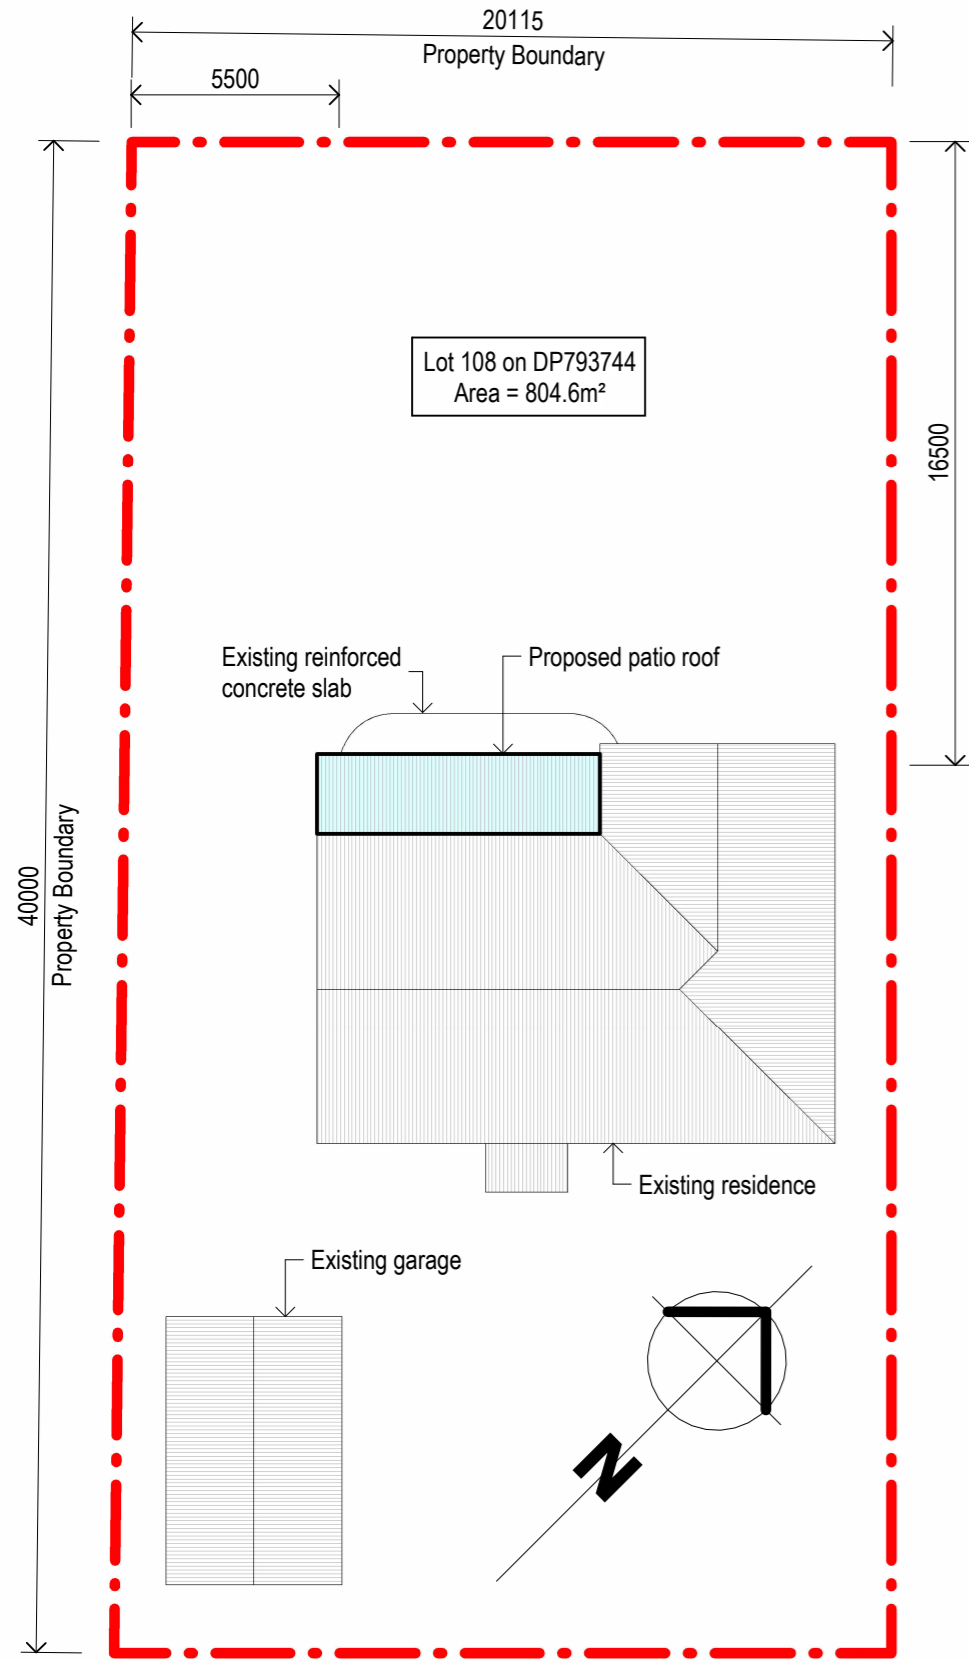 20115
Property Boundary
5500
Lot 108 on DP793744
Area = 804.6m²
16500
Existing reinforced
concrete slab
Proposed patio roof
40000
Property Boundary
Existing residence
Existing garage
N